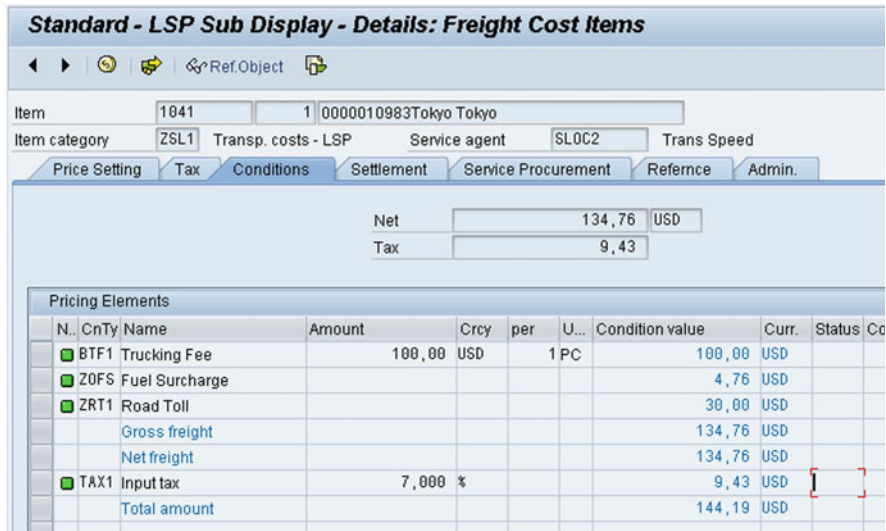 Standard - LSP Sub Display - Details: Freight Cost Items
Ref.Object
Item 1041 1 0000010983Tokyo Tokyo
Item category ZSL1 Transp. costs - LSP Service agent SLOC2 Trans Speed
Price Setting Tax Conditions Settlement Service Procurement Refernce Admin.
Net 134,76 USD
Tax 9,43
Pricing Elements
N.. CnTy Name Amount Crcy per U... Condition value Curr. Status Co
BTF1 Trucking Fee 100,00 USD 1 PC 100,00 USD
ZOFS Fuel Surcharge 4,76 USD
ZRT1 Road Toll 30,00 USD
Gross freight 134,76 USD
Net freight 134,76 USD
TAX1 Input tax 7,000 % 9,43 USD
Total amount 144,19 USD